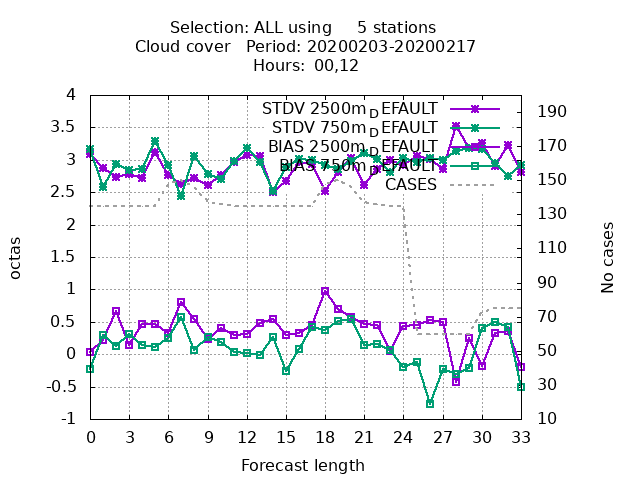 Selection: ALL using     5 stations
Cloud cover   Period: 20200203-20200217
Hours:  00,12
STDV 2500m_DEFAULT
STDV 750m_DEFAULT
BIAS 2500m_DEFAULT
BIAS 750m_DEFAULT
CASES
4
3.5
3
2.5
2
1.5
1
0.5
0
-0.5
-1
octas
190
170
150
130
110
90
70
50
30
10
No cases
0 3 6 9 12 15 18 21 24 27 30 33
Forecast length